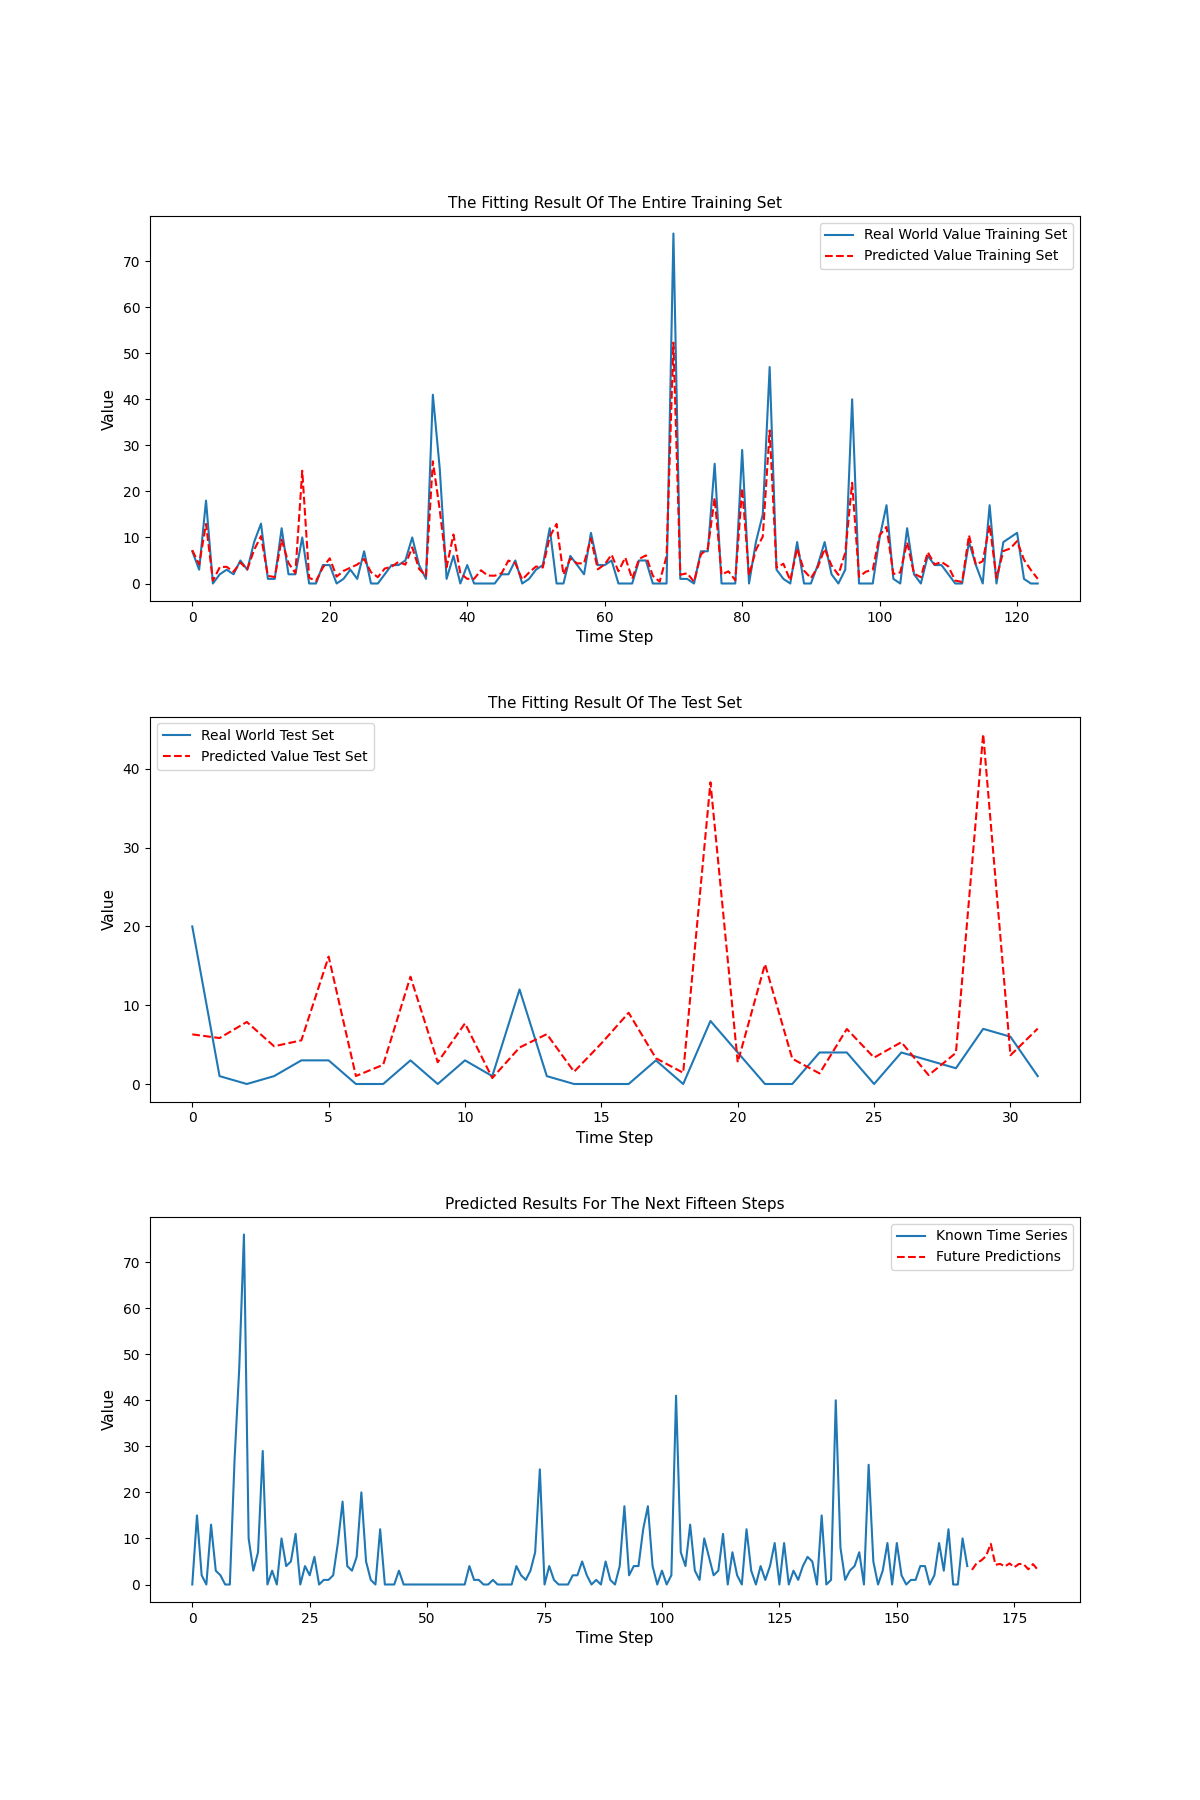 The Fitting Result Of The Entire Training Set
Real World Value Training Set
Predicted Value Training Set
Value
70
60
50
40
30
20
10
0
0 20 40 60 80 100 120
Time Step
The Fitting Result Of The Test Set
Real World Test Set
Predicted Value Test Set
Value
40
30
20
10
0
0 5 10 15 20 25 30
Time Step
Predicted Results For The Next Fifteen Steps
Known Time Series
Future Predictions
Value
70
60
50
40
30
20
10
0
0 25 50 75 100 125 150 175
Time Step